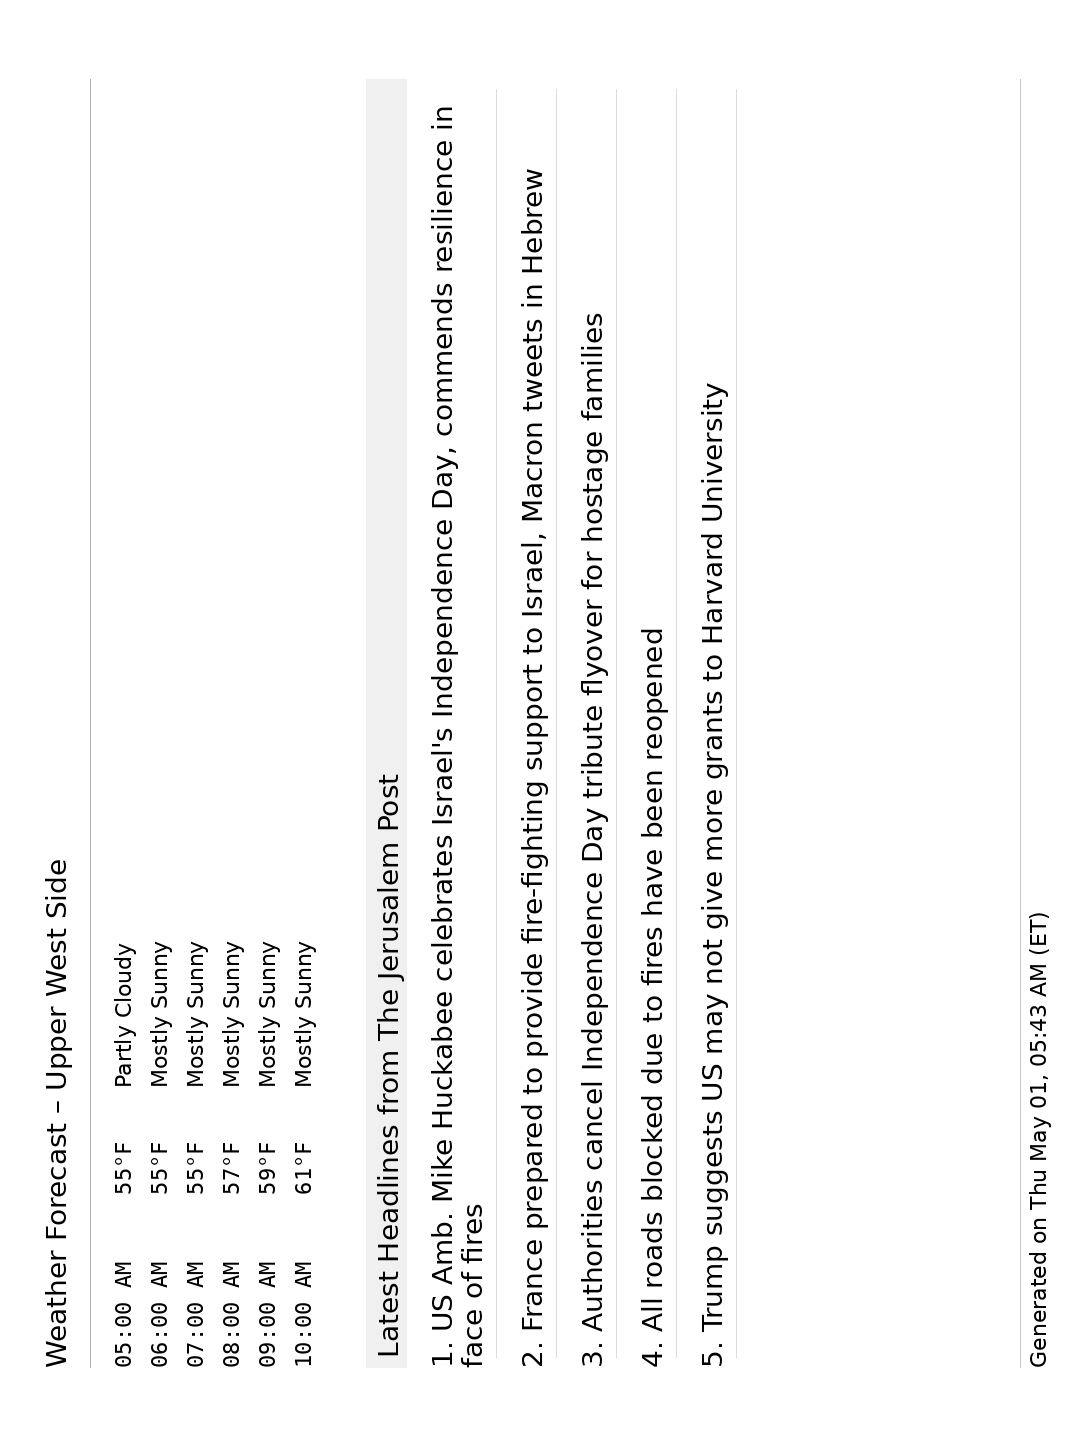 Weather Forecast – Upper West Side
05:00 AM 55°F Partly Cloudy
06:00 AM 55°F Mostly Sunny
07:00 AM 55°F Mostly Sunny
08:00 AM 57°F Mostly Sunny
09:00 AM 59°F Mostly Sunny
10:00 AM 61°F Mostly Sunny
Latest Headlines from The Jerusalem Post
1. US Amb. Mike Huckabee celebrates Israel's Independence Day, commends resilience in
face of fires
2. France prepared to provide fire-fighting support to Israel, Macron tweets in Hebrew
3. Authorities cancel Independence Day tribute flyover for hostage families
4. All roads blocked due to fires have been reopened
5. Trump suggests US may not give more grants to Harvard University
Generated on Thu May 01, 05:43 AM (ET)